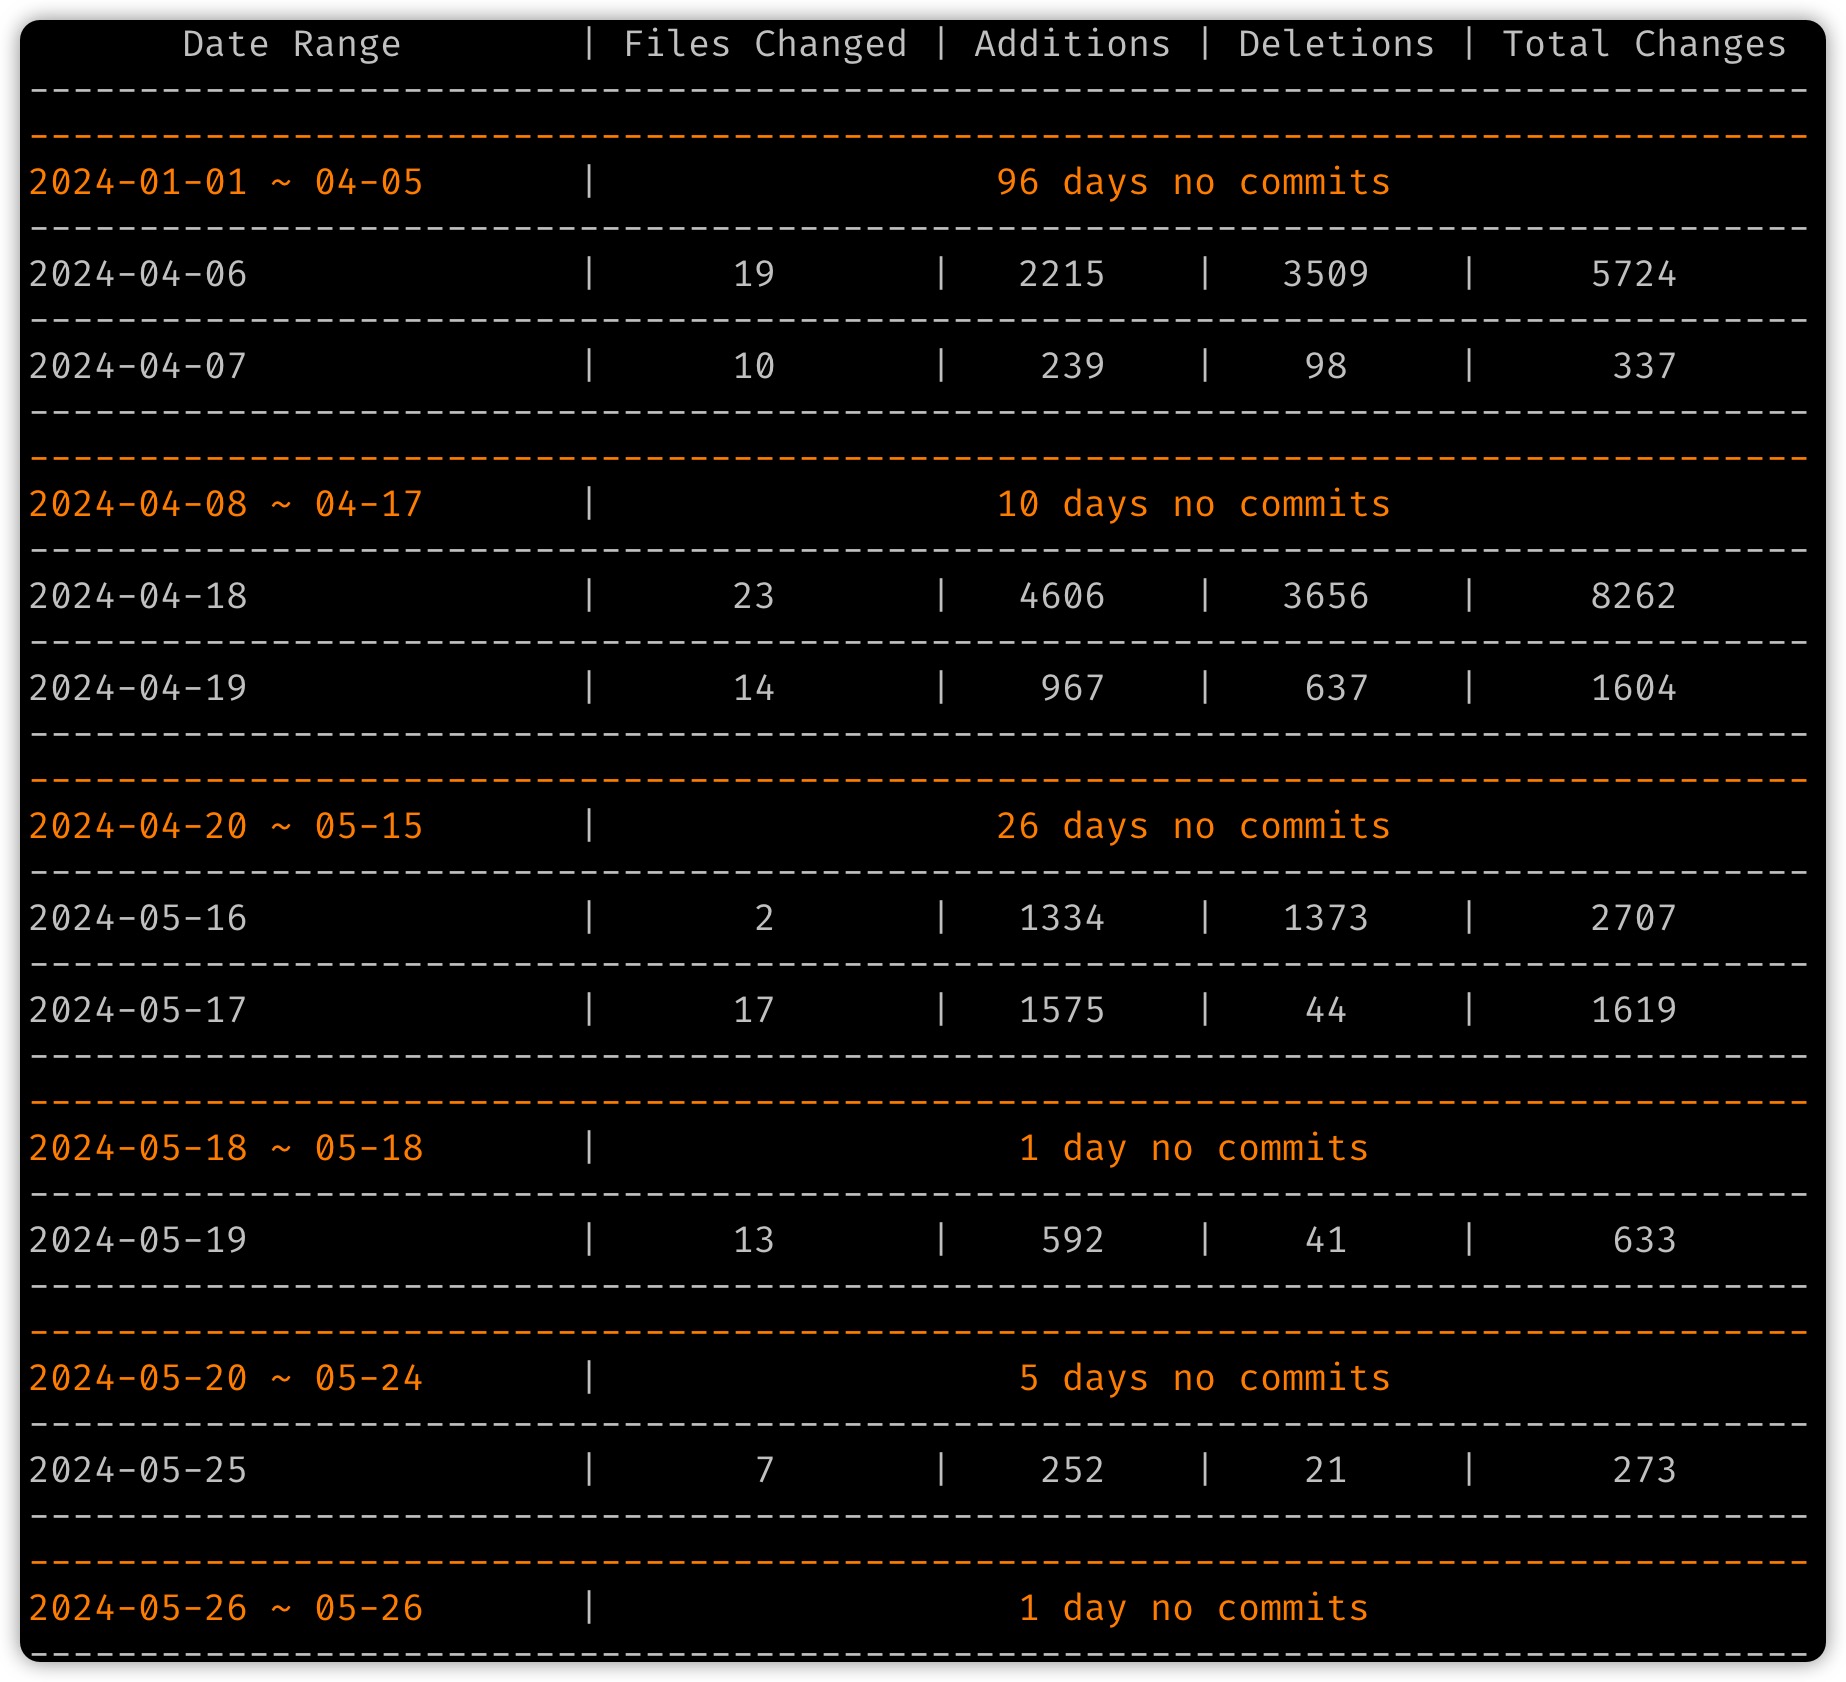 Date Range | Files Changed | Additions | Deletions | Total Changes
---------------------------------------------------------------------------------
---------------------------------------------------------------------------------
2024-01-01 ~ 04-05 | 96 days no commits
---------------------------------------------------------------------------------
2024-04-06 | 19 | 2215 | 3509 | 5724
---------------------------------------------------------------------------------
2024-04-07 | 10 | 239 | 98 | 337
---------------------------------------------------------------------------------
---------------------------------------------------------------------------------
2024-04-08 ~ 04-17 | 10 days no commits
---------------------------------------------------------------------------------
2024-04-18 | 23 | 4606 | 3656 | 8262
---------------------------------------------------------------------------------
2024-04-19 | 14 | 967 | 637 | 1604
---------------------------------------------------------------------------------
---------------------------------------------------------------------------------
2024-04-20 ~ 05-15 | 26 days no commits
---------------------------------------------------------------------------------
2024-05-16 | 2 | 1334 | 1373 | 2707
---------------------------------------------------------------------------------
2024-05-17 | 17 | 1575 | 44 | 1619
---------------------------------------------------------------------------------
---------------------------------------------------------------------------------
2024-05-18 ~ 05-18 | 1 day no commits
---------------------------------------------------------------------------------
2024-05-19 | 13 | 592 | 41 | 633
---------------------------------------------------------------------------------
---------------------------------------------------------------------------------
2024-05-20 ~ 05-24 | 5 days no commits
---------------------------------------------------------------------------------
2024-05-25 | 7 | 252 | 21 | 273
---------------------------------------------------------------------------------
---------------------------------------------------------------------------------
2024-05-26 ~ 05-26 | 1 day no commits
---------------------------------------------------------------------------------